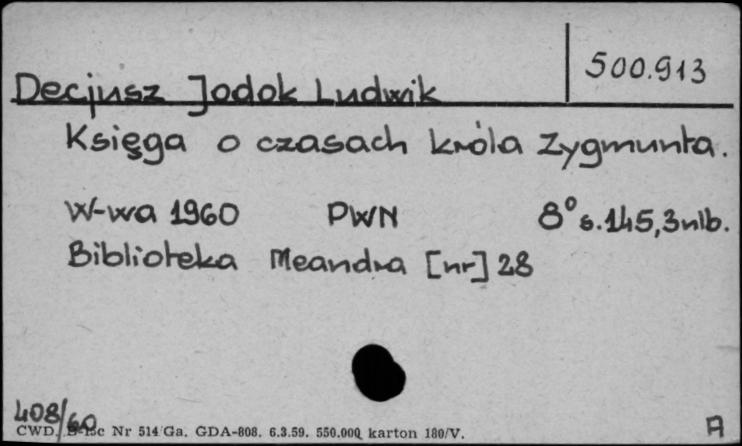 500.913
Decjusz Jodok Ludwik
Księga o czasach króla Zygmunta.
W-wa 1960 PWN 8° s.145,3nlb.
Biblioteka Meandra [nr] 28
408/60
CWD. Nr 514/Ga. GDA-808. 6.3.59. 550.000 karton 180/V.
A